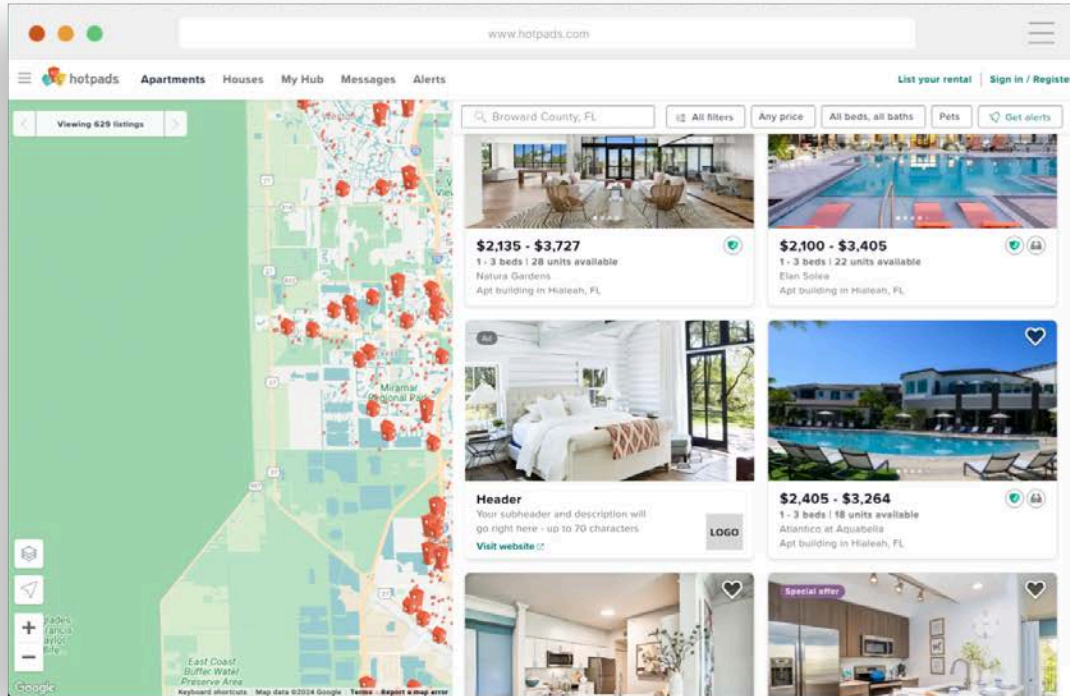 www.hotpads.com
hotpads
Apartments
Houses
My Hub
Messages
Alerts
List your rental
Sign in / Registe
Viewing 629 listings
Broward County, FL
All filters
Any price
All beds, all baths
Pets
Get alerts
$2,135 - $3,727
1 - 3 beds | 28 units available
Natura Gardens
Apt building in Hialeah, FL
$2,100 - $3,405
1 - 3 beds | 22 units available
Elan Solea
Apt building in Hialeah, FL
Ad
Header
Your subheader and description will
go right here - up to 70 characters
Visit website
LOGO
$2,405 - $3,264
1 - 3 beds | 18 units available
Atlantico at Aquabella
Apt building in Hialeah, FL
Special offer
Weston
Miramar
Regional Park
27
27
27
East Coast
Buffer Water
Preserve Area
Google
Keyboard shortcuts
Map data ©2024 Google
Terms
Report a map error